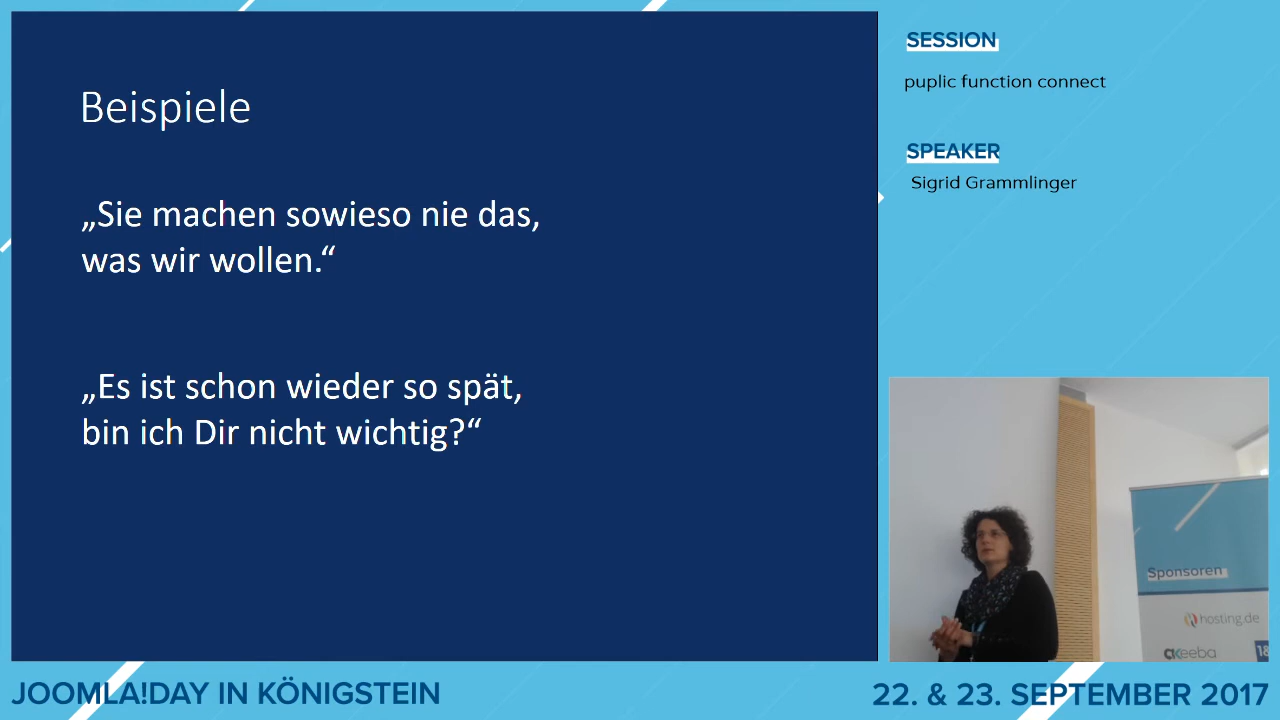 Beispiele
„Sie machen sowieso nie das,
was wir wollen.“
„Es ist schon wieder so spät,
bin ich Dir nicht wichtig?“
SESSION
puplic function connect
SPEAKER
Sigrid Grammlinger
Sponsoren
hosting.de
akeeba
18
JOOMLA!DAY IN KÖNIGSTEIN
22. & 23. SEPTEMBER 2017